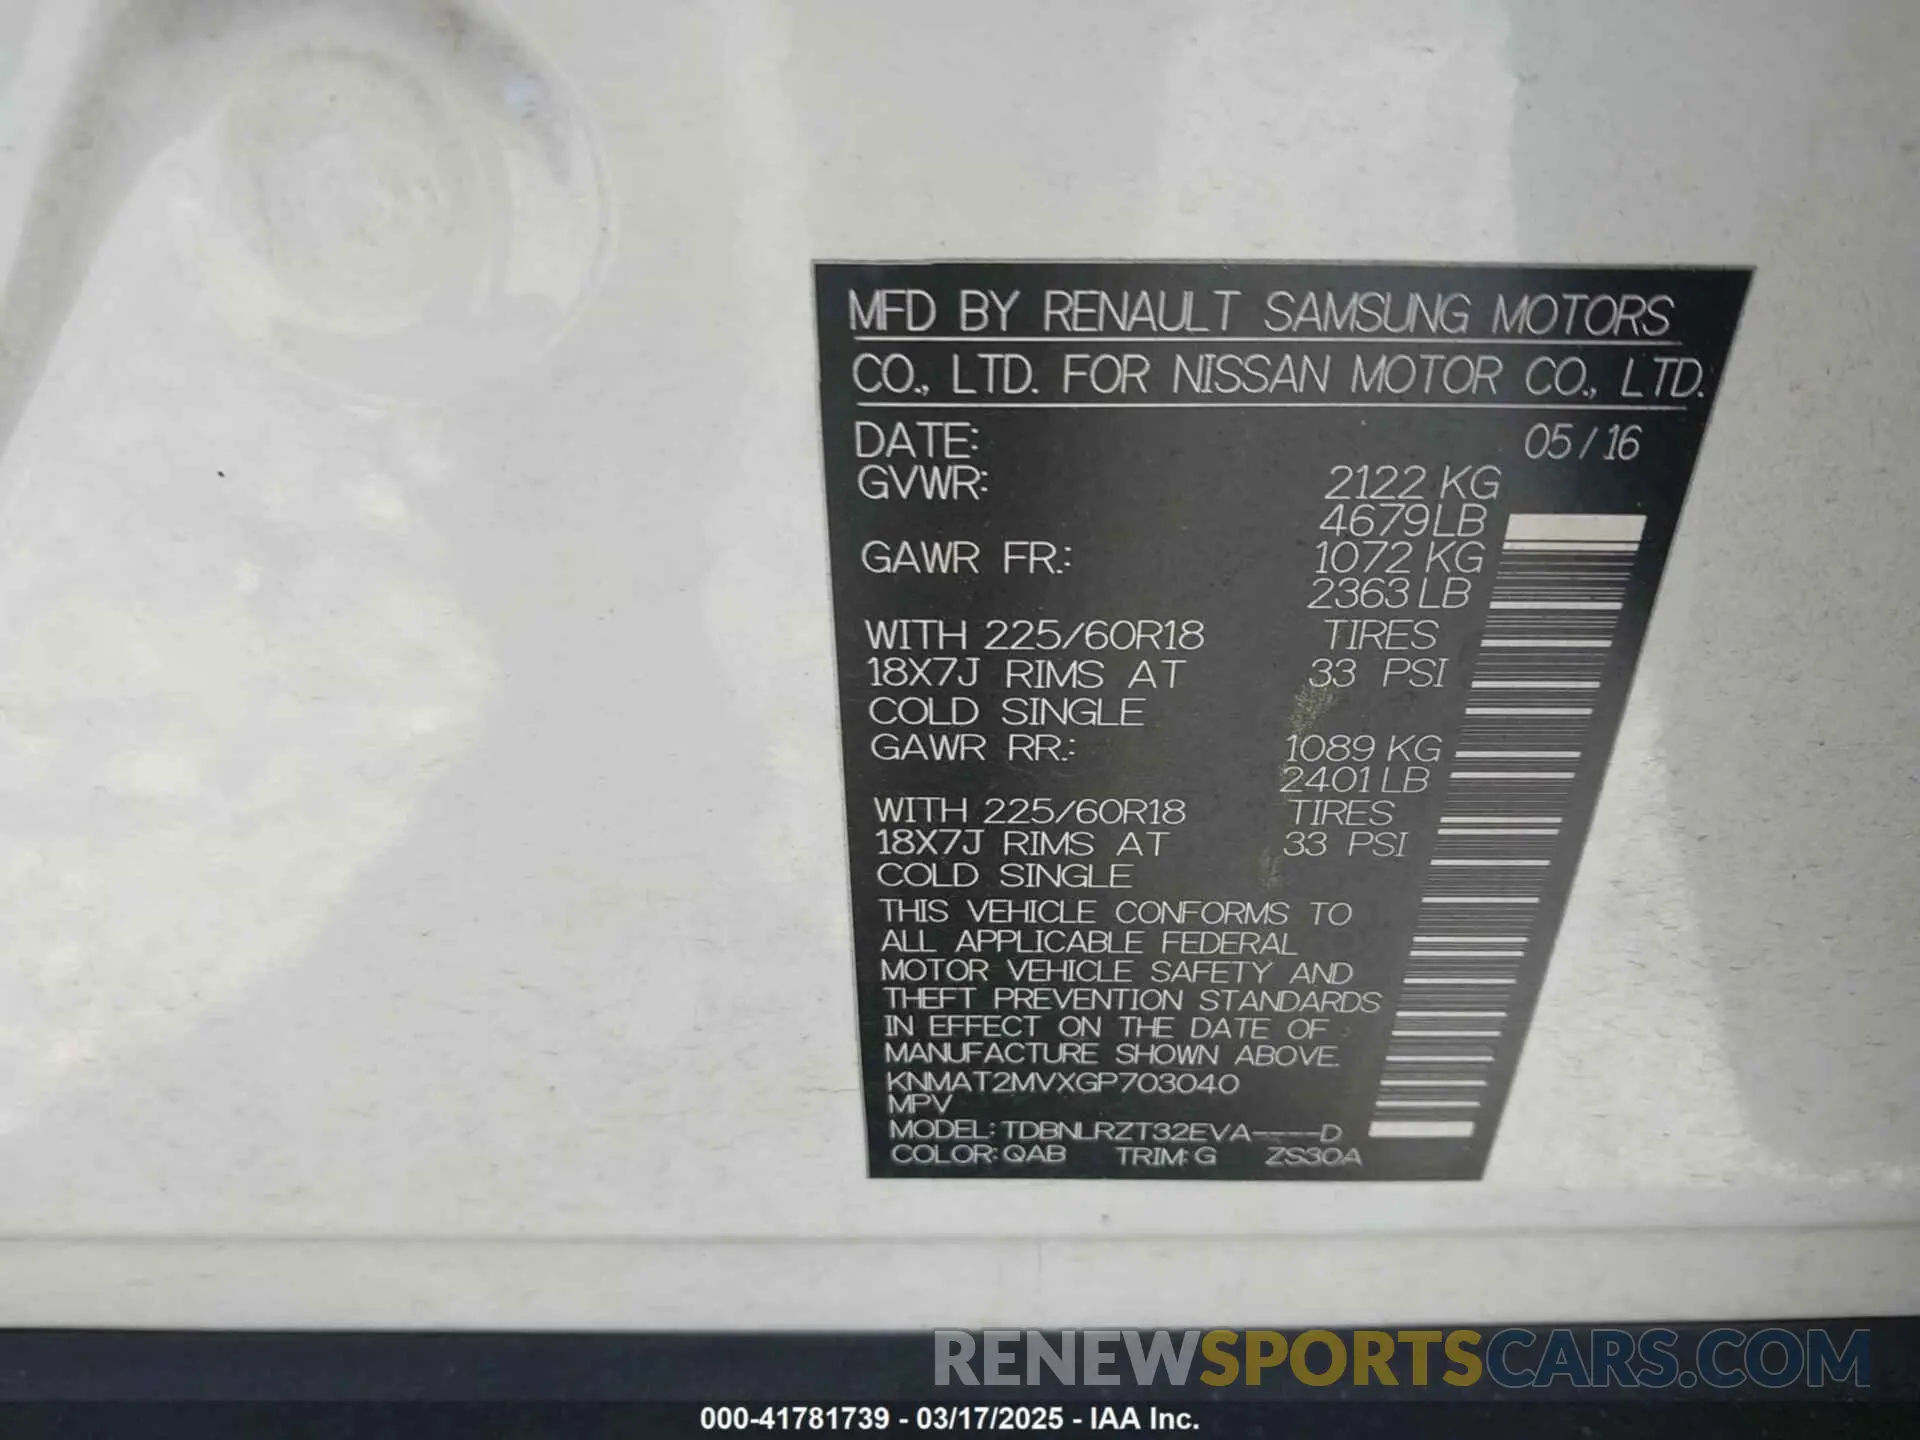 MFD BY RENAULT SAMSUNG MOTORS
CO., LTD. FOR NISSAN MOTOR CO., LTD.
DATE: 05/16
GVWR: 2122 KG
4679 LB
GAWR FR.: 1072 KG
2363 LB
WITH 225/60R18 TIRES
18X7J RIMS AT 33 PSI
COLD SINGLE
GAWR RR.: 1089 KG
2401 LB
WITH 225/60R18 TIRES
18X7J RIMS AT 33 PSI
COLD SINGLE
THIS VEHICLE CONFORMS TO
ALL APPLICABLE FEDERAL
MOTOR VEHICLE SAFETY AND
THEFT PREVENTION STANDARDS
IN EFFECT ON THE DATE OF
MANUFACTURE SHOWN ABOVE.
KNMAT2MVXGP703040
MPV
MODEL: TDBNLRZT32EVA----D
COLOR: QAB TRIM: G ZS30A
RENEWSPORTSCARS.COM
000-41781739 - 03/17/2025 - IAA Inc.